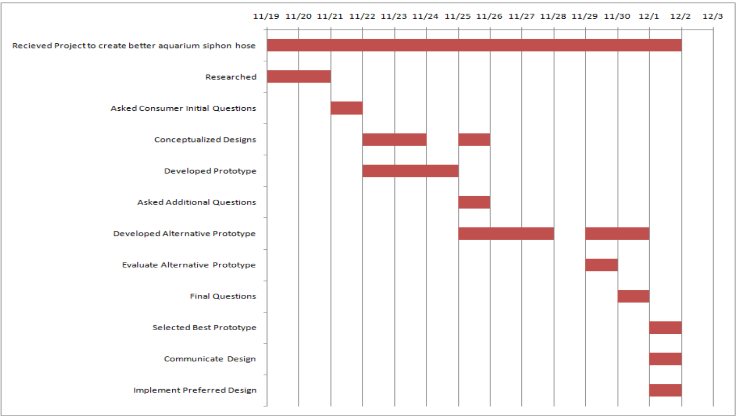 11/19 11/20 11/21 11/22 11/23 11/24 11/25 11/26 11/27 11/28 11/29 11/30 12/1 12/2 12/3
Recieved Project to create better aquarium siphon hose
Researched
Asked Consumer Initial Questions
Conceptualized Designs
Developed Prototype
Asked Additional Questions
Developed Alternative Prototype
Evaluate Alternative Prototype
Final Questions
Selected Best Prototype
Communicate Design
Implement Preferred Design